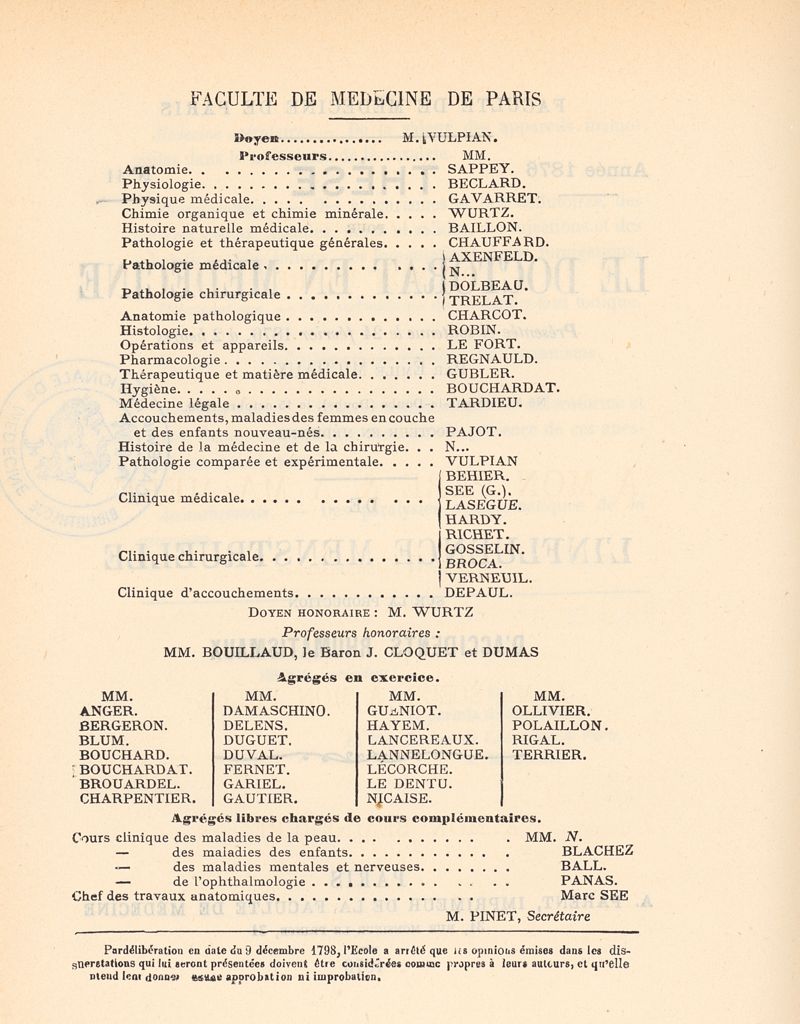 FACULTE DE MEDECINE DE PARIS
Doyen................ M. VULPIAN.
Professeurs................. MM.
Anatomie. . . . . . . . . . . . . . . . . . SAPPEY.
Physiologie. . . . . . . . . . . . . . . . . BECLARD.
Physique médicale. . . . . . . . . . . . . GAVARRET.
Chimie organique et chimie minérale. . . . . WURTZ.
Histoire naturelle médicale. . . . . . . . . . BAILLON.
Pathologie et thérapeutique générales. . . . . CHAUFFARD.
Pathologie médicale . . . . . . . . . . . . . . { AXENFELD.
N...
Pathologie chirurgicale . . . . . . . . . . . . . { DOLBEAU.
TRELAT.
Anatomie pathologique . . . . . . . . . . . . . CHARCOT.
Histologie. . . . . . . . . . . . . . . . . . ROBIN.
Opérations et appareils. . . . . . . . . . . . LE FORT.
Pharmacologie . . . . . . . . . . . . . . . REGNAULD.
Thérapeutique et matière médicale. . . . . . . GUBLER.
Hygiène. . . . . . . . . . . . . . . . . . BOUCHARDAT.
Médecine légale . . . . . . . . . . . . . . TARDIEU.
Accouchements, maladies des femmes en couche
et des enfants nouveau-nés. . . . . . . . . PAJOT.
Histoire de la médecine et de la chirurgie. . . N...
Pathologie comparée et expérimentale. . . . . VULPIAN
Clinique médicale. . . . . . . . . . . . . . { BEHIER.
SEE (G.).
LASEGUE.
HARDY.
Clinique chirurgicale. . . . . . . . . . . . . { RICHET.
GOSSELIN.
BROCA.
VERNEUIL.
Clinique d'accouchements. . . . . . . . . . . . DEPAUL.
DOYEN HONORAIRE : M. WURTZ
Professeurs honoraires :
MM. BOUILLAUD, le Baron J. CLOQUET et DUMAS
Agrégés en exercice.
MM.
ANGER.
BERGERON.
BLUM.
BOUCHARD.
BOUCHARDAT.
BROUARDEL.
CHARPENTIER.
MM.
DAMASCHINO.
DELENS.
DUGUET.
DUVAL.
FERNET.
GARIEL.
GAUTIER.
MM.
GUENIOT.
HAYEM.
LANCEREAUX.
LANNELONGUE.
LÉCORCHE.
LE DENTU.
NICAISE.
MM.
OLLIVIER.
POLAILLON.
RIGAL.
TERRIER.
Agrégés libres chargés de cours complémentaires.
Cours clinique des maladies de la peau. . . . . . . . . . . . MM. N.
— des maladies des enfants. . . . . . . . . . . . BLACHEZ
— des maladies mentales et nerveuses. . . . . . . . BALL.
— de l'ophthalmologie . . . . . . . . . . . . PANAS.
Chef des travaux anatomiques. . . . . . . . . . . . . . Marc SEE
M. PINET, Secrétaire
Par délibération en date du 9 décembre 1798, l'Ecole a arrêté que les opinions émises dans les dis-
qui lui seront présentées doivent être considérées comme propres à leurs auteurs, et qu'elle
approbation ni improbation.